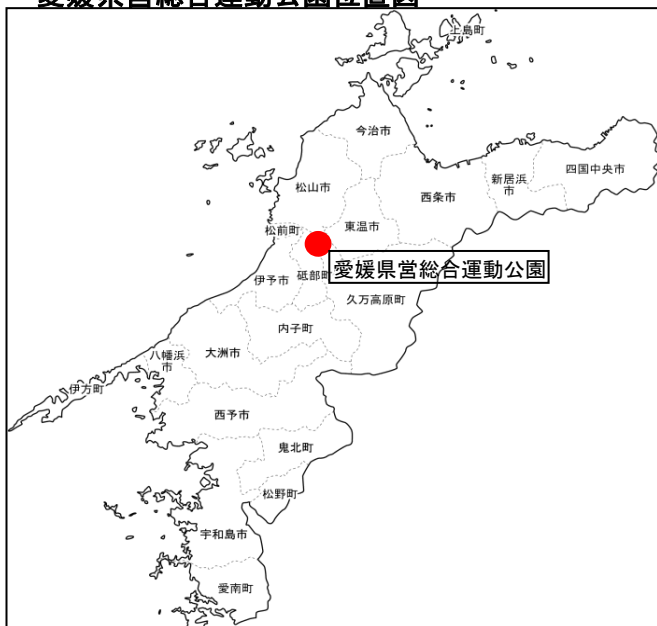 愛媛県営総合運動公園位置図
上島町
今治市
四国中央市
新居浜
市
松山市
西条市
東温市
松前町
愛媛県営総合運動公園
砥部町
伊予市
久万高原町
内子町
大洲市
八幡浜
市
伊方町
西予市
鬼北町
松野町
宇和島市
愛南町